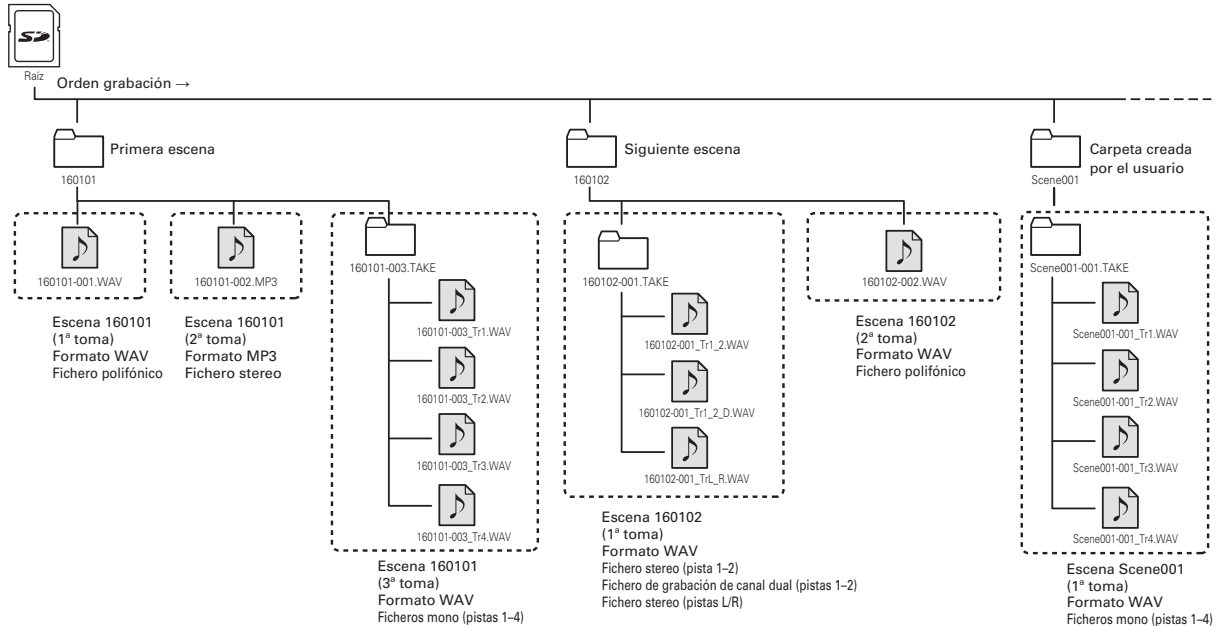 SD
Raíz
Orden grabación →
Primera escena
160101
Siguiente escena
160102
Carpeta creada
por el usuario
Scene001
160101-001.WAV
Escena 160101
(1ª toma)
Formato WAV
Fichero polifónico
160101-002.MP3
Escena 160101
(2ª toma)
Formato MP3
Fichero stereo
160101-003.TAKE
160101-003_Tr1.WAV
160101-003_Tr2.WAV
160101-003_Tr3.WAV
160101-003_Tr4.WAV
Escena 160101
(3ª toma)
Formato WAV
Ficheros mono (pistas 1–4)
160102-001.TAKE
160102-001_Tr1_2.WAV
160102-001_Tr1_2_D.WAV
160102-001_TrL_R.WAV
Escena 160102
(1ª toma)
Formato WAV
Fichero stereo (pista 1–2)
Fichero de grabación de canal dual (pistas 1–2)
Fichero stereo (pistas L/R)
160102-002.WAV
Escena 160102
(2ª toma)
Formato WAV
Fichero polifónico
Scene001-001.TAKE
Scene001-001_Tr1.WAV
Scene001-001_Tr2.WAV
Scene001-001_Tr3.WAV
Scene001-001_Tr4.WAV
Escena Scene001
(1ª toma)
Formato WAV
Ficheros mono (pistas 1–4)